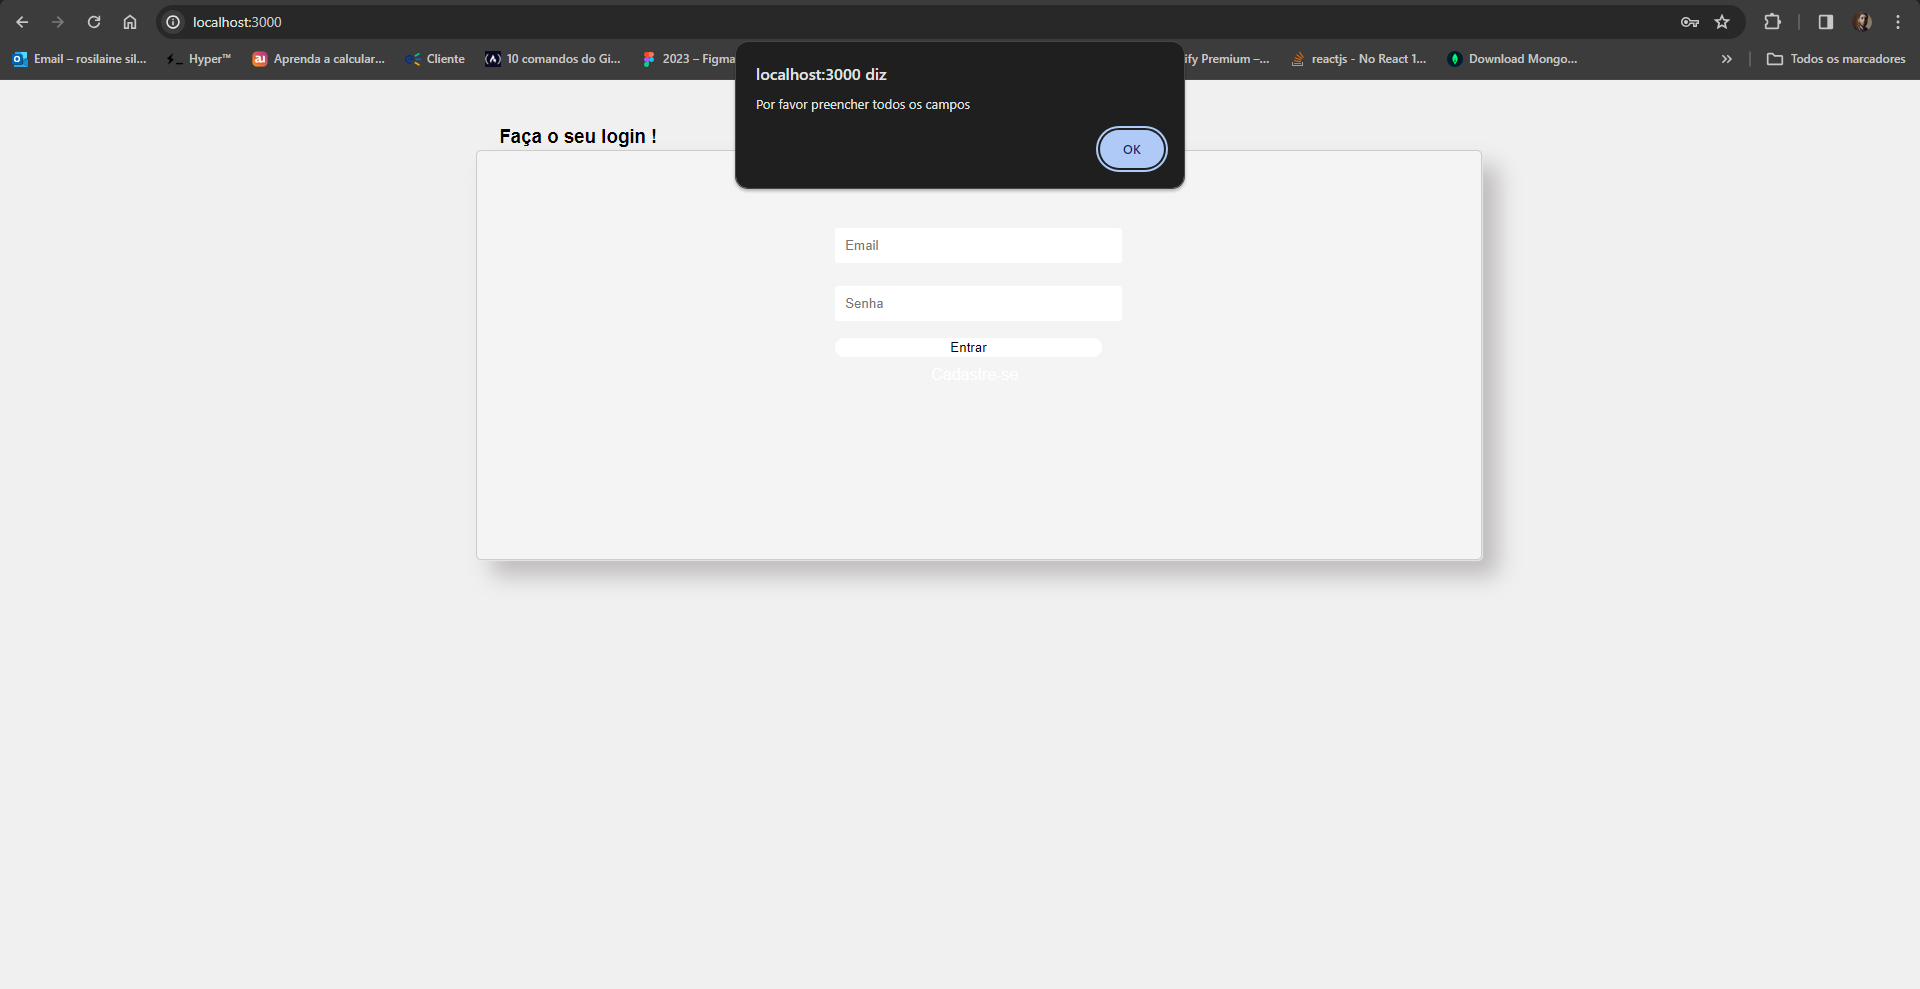 localhost:3000
Email – rosilaine sil...
Hyper™
Aprenda a calcular...
Cliente
10 comandos do Gi...
2023 – Figma
ify Premium –...
reactjs - No React 1...
Download Mongo...
Todos os marcadores
localhost:3000 diz
Por favor preencher todos os campos
OK
Faça o seu login !
Email
Senha
Entrar
Cadastre-se